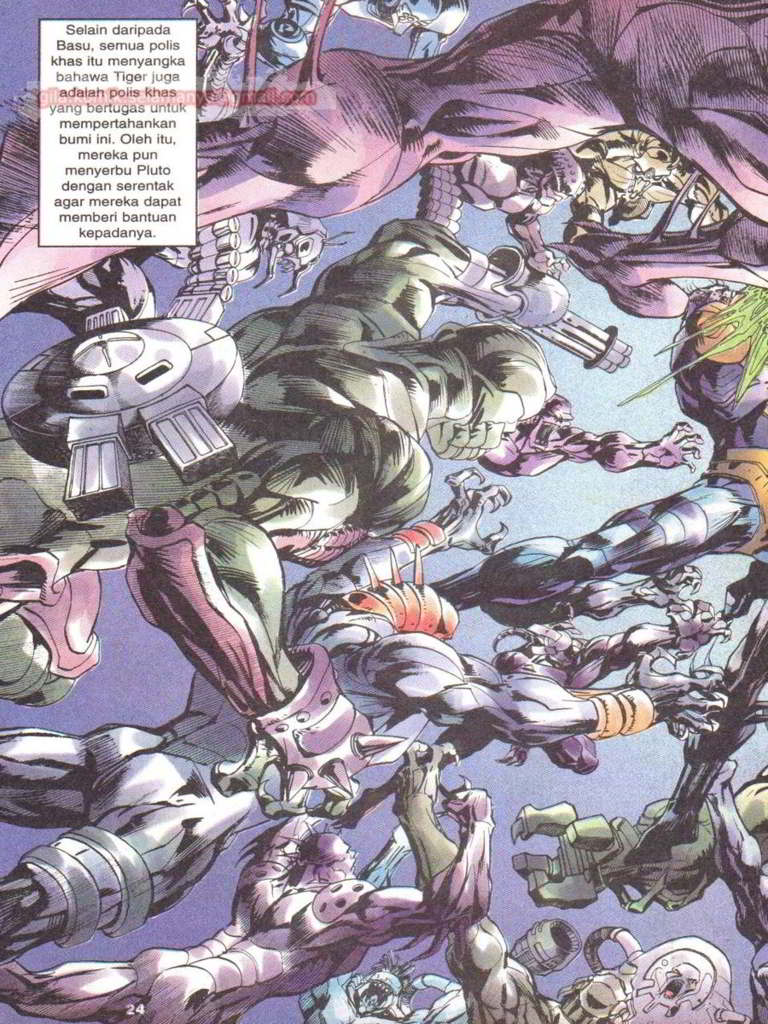 Selain daripada
Basu, semua polis
khas itu menyangka
bahawa Tiger juga
adalah polis khas
yang bertugas untuk
mempertahankan
bumi ini. Oleh itu,
mereka pun
menyerbu Pluto
dengan serentak
agar mereka dapat
memberi bantuan
kepadanya.
24